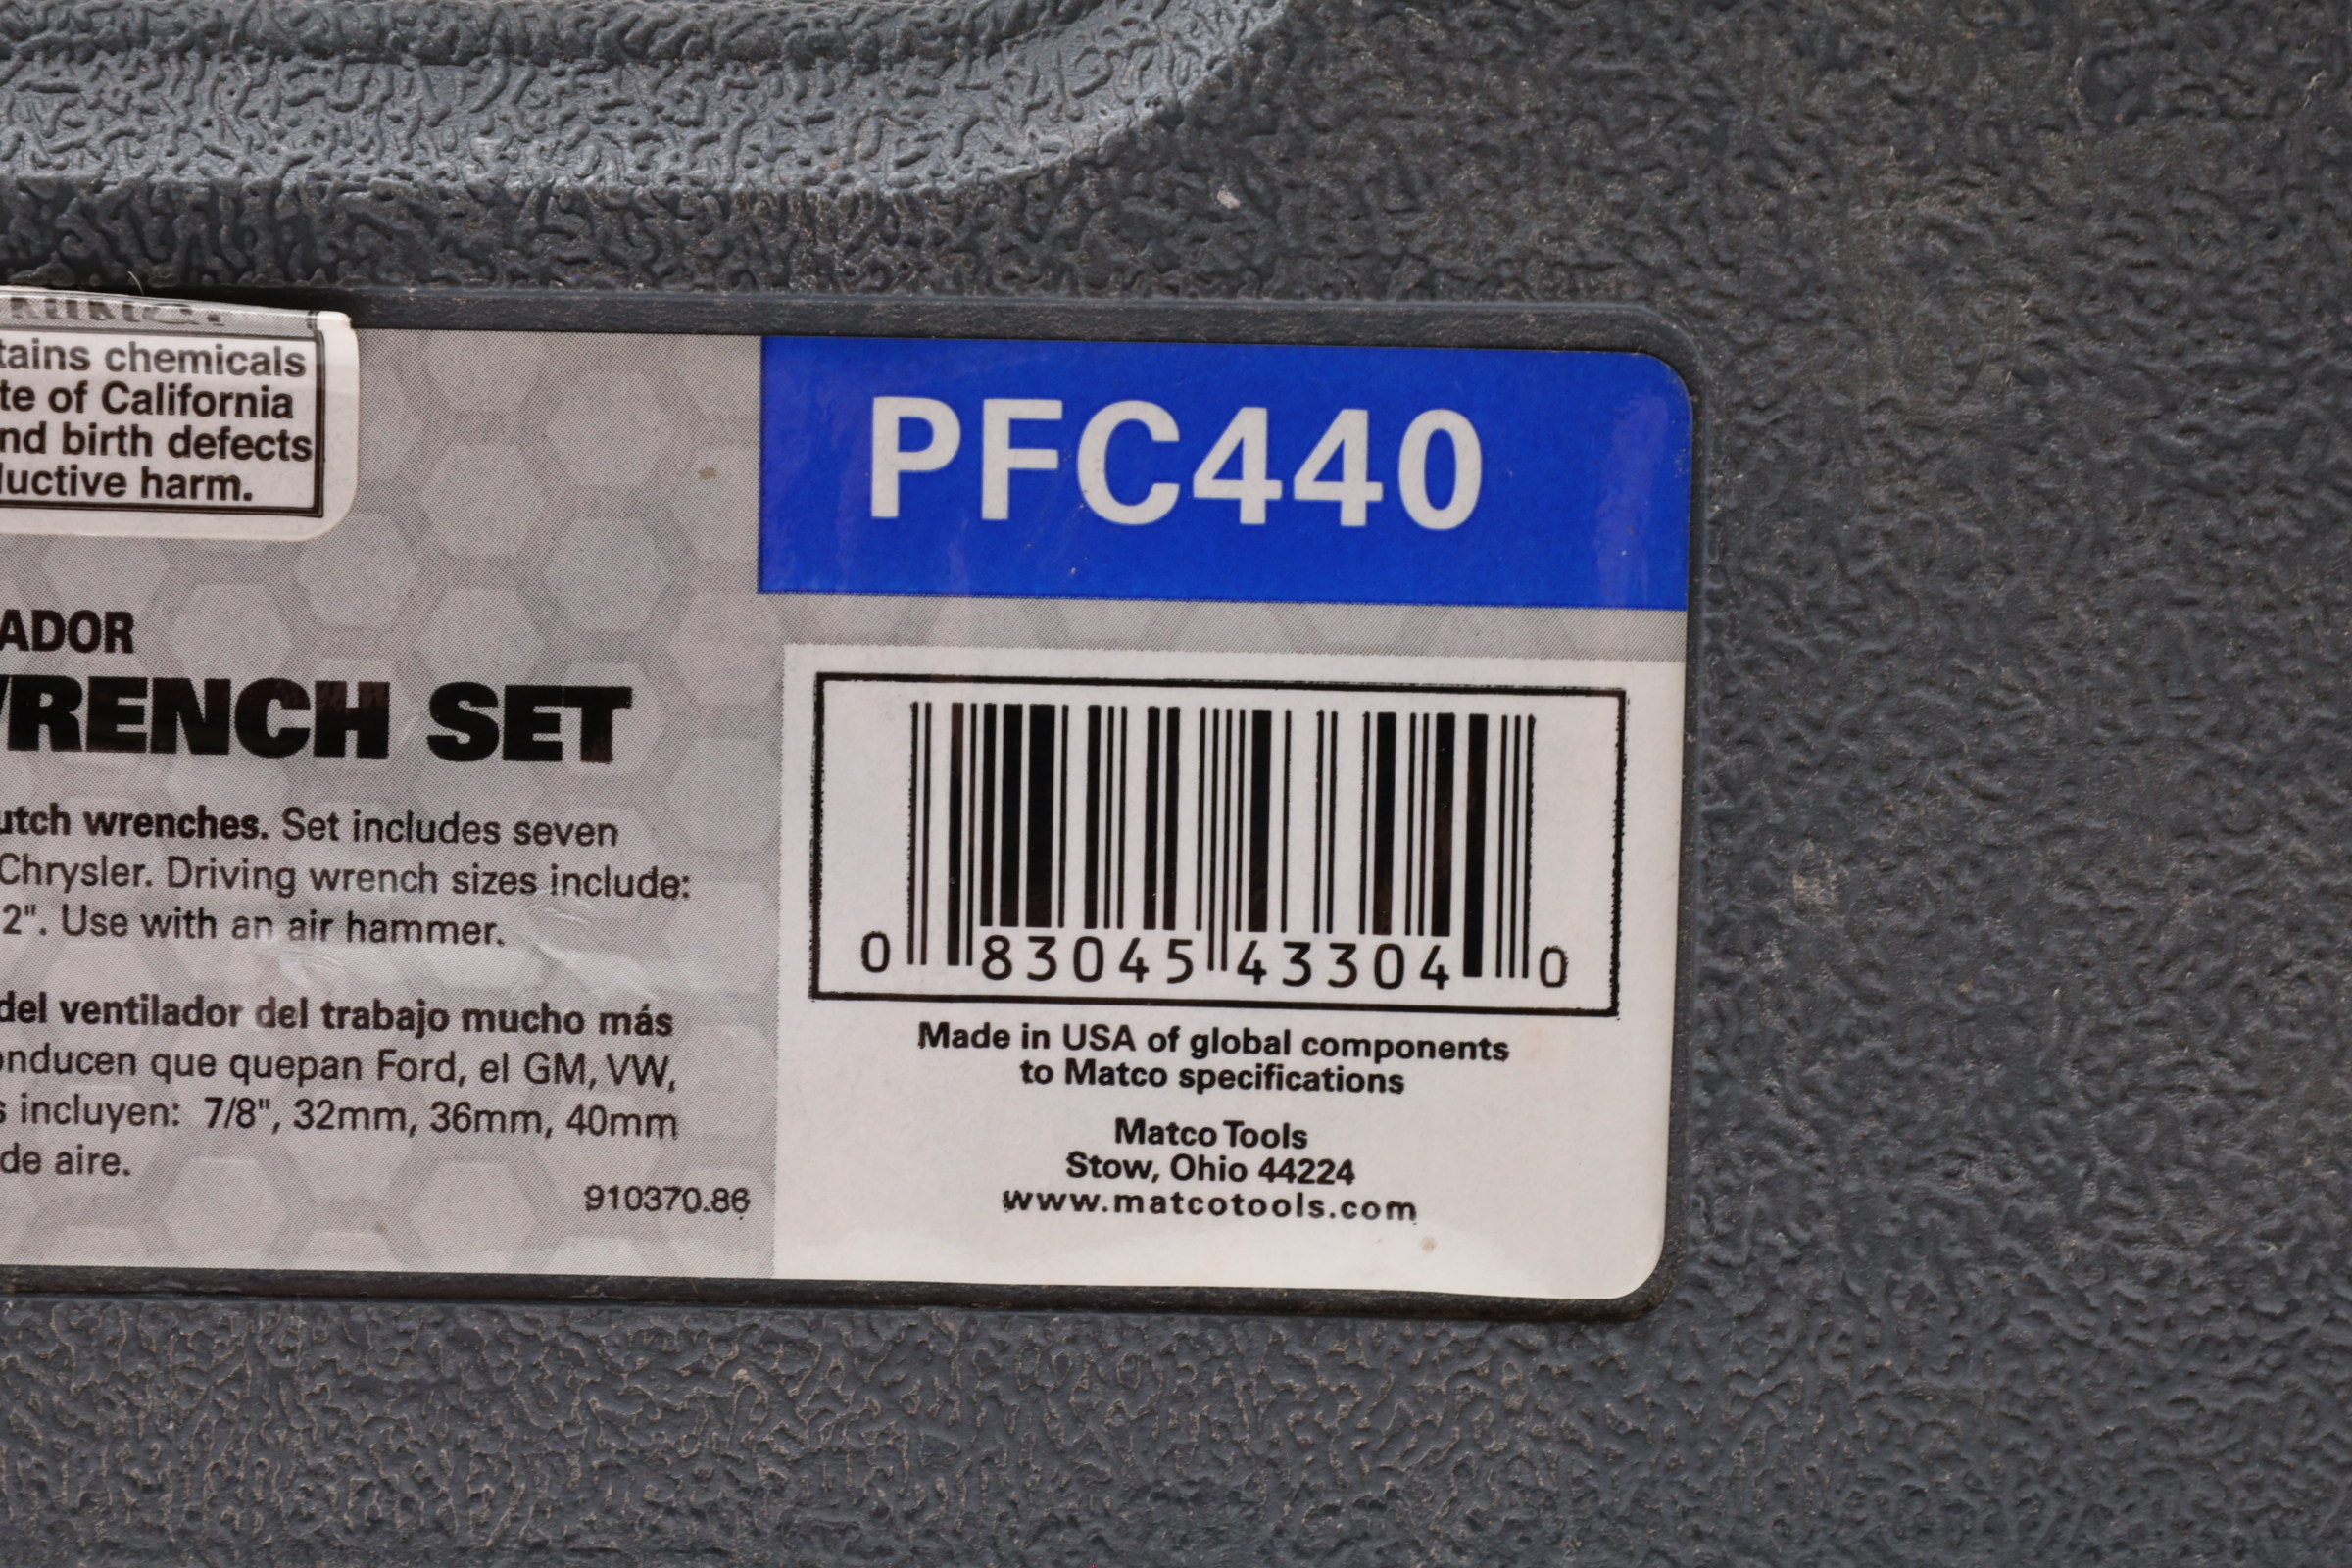 tains chemicals
te of California
nd birth defects
ductive harm.
PFC440
ADOR
WRENCH SET
utch wrenches. Set includes seven
Chrysler. Driving wrench sizes include:
2". Use with an air hammer.
del ventilador del trabajo mucho más
onducen que quepan Ford, el GM, VW,
s incluyen: 7/8", 32mm, 36mm, 40mm
de aire.
910370.86
0 83045 43304 0
Made in USA of global components
to Matco specifications
Matco Tools
Stow, Ohio 44224
www.matcotools.com